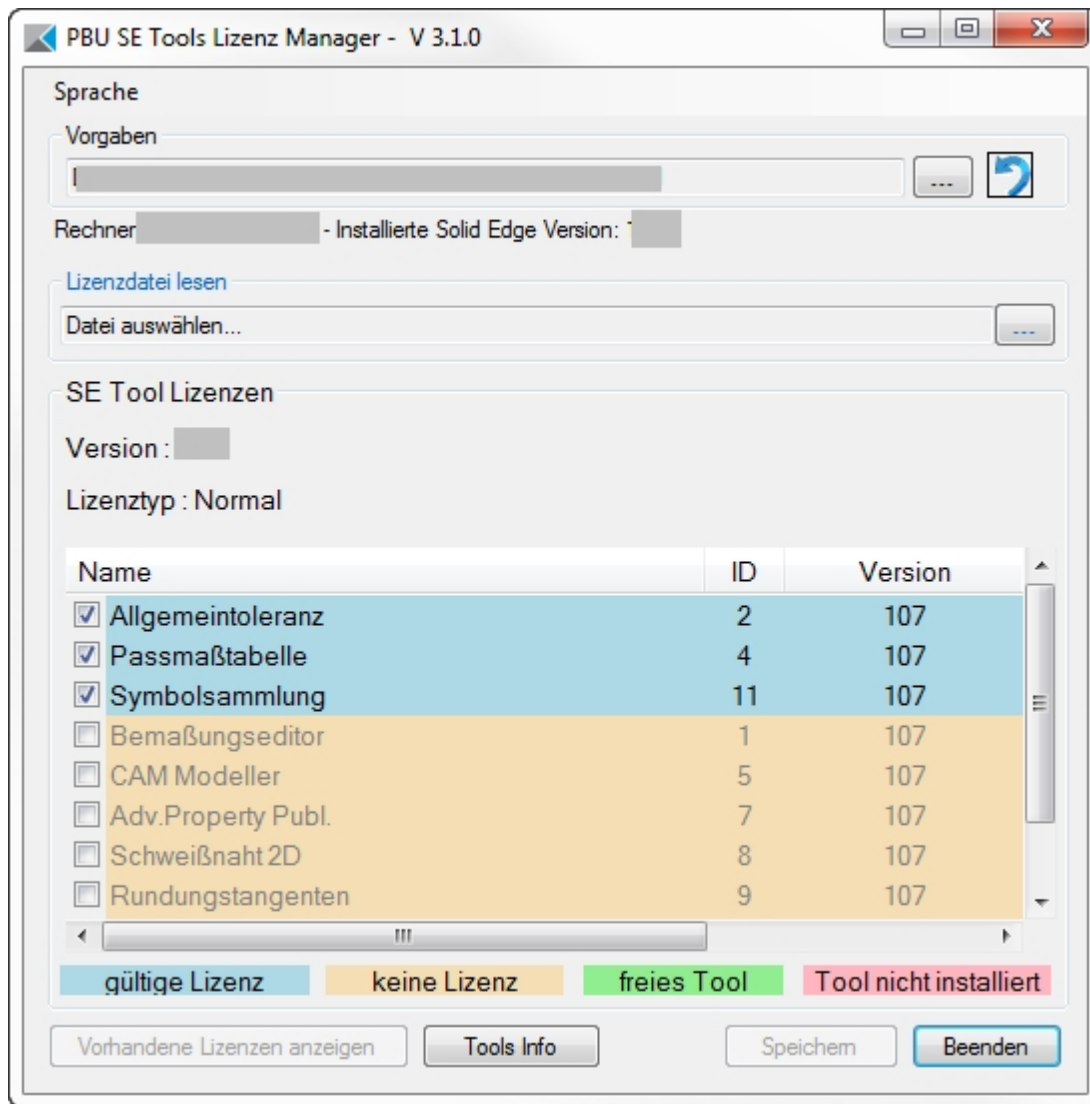 PBU SE Tools Lizenz Manager - V 3.1.0
Sprache
Vorgaben
...
Rechner - Installierte Solid Edge Version:
Lizenzdatei lesen
Datei auswählen... ...
SE Tool Lizenzen
Version :
Lizenztyp : Normal
Name ID Version
Allgemeintoleranz 2 107
Passmaßtabelle 4 107
Symbolsammlung 11 107
Bemaßungseditor 1 107
CAM Modeller 5 107
Adv.Property Publ. 7 107
Schweißnaht 2D 8 107
Rundungstangenten 9 107
gültige Lizenz keine Lizenz freies Tool Tool nicht installiert
Vorhandene Lizenzen anzeigen Tools Info Speichern Beenden